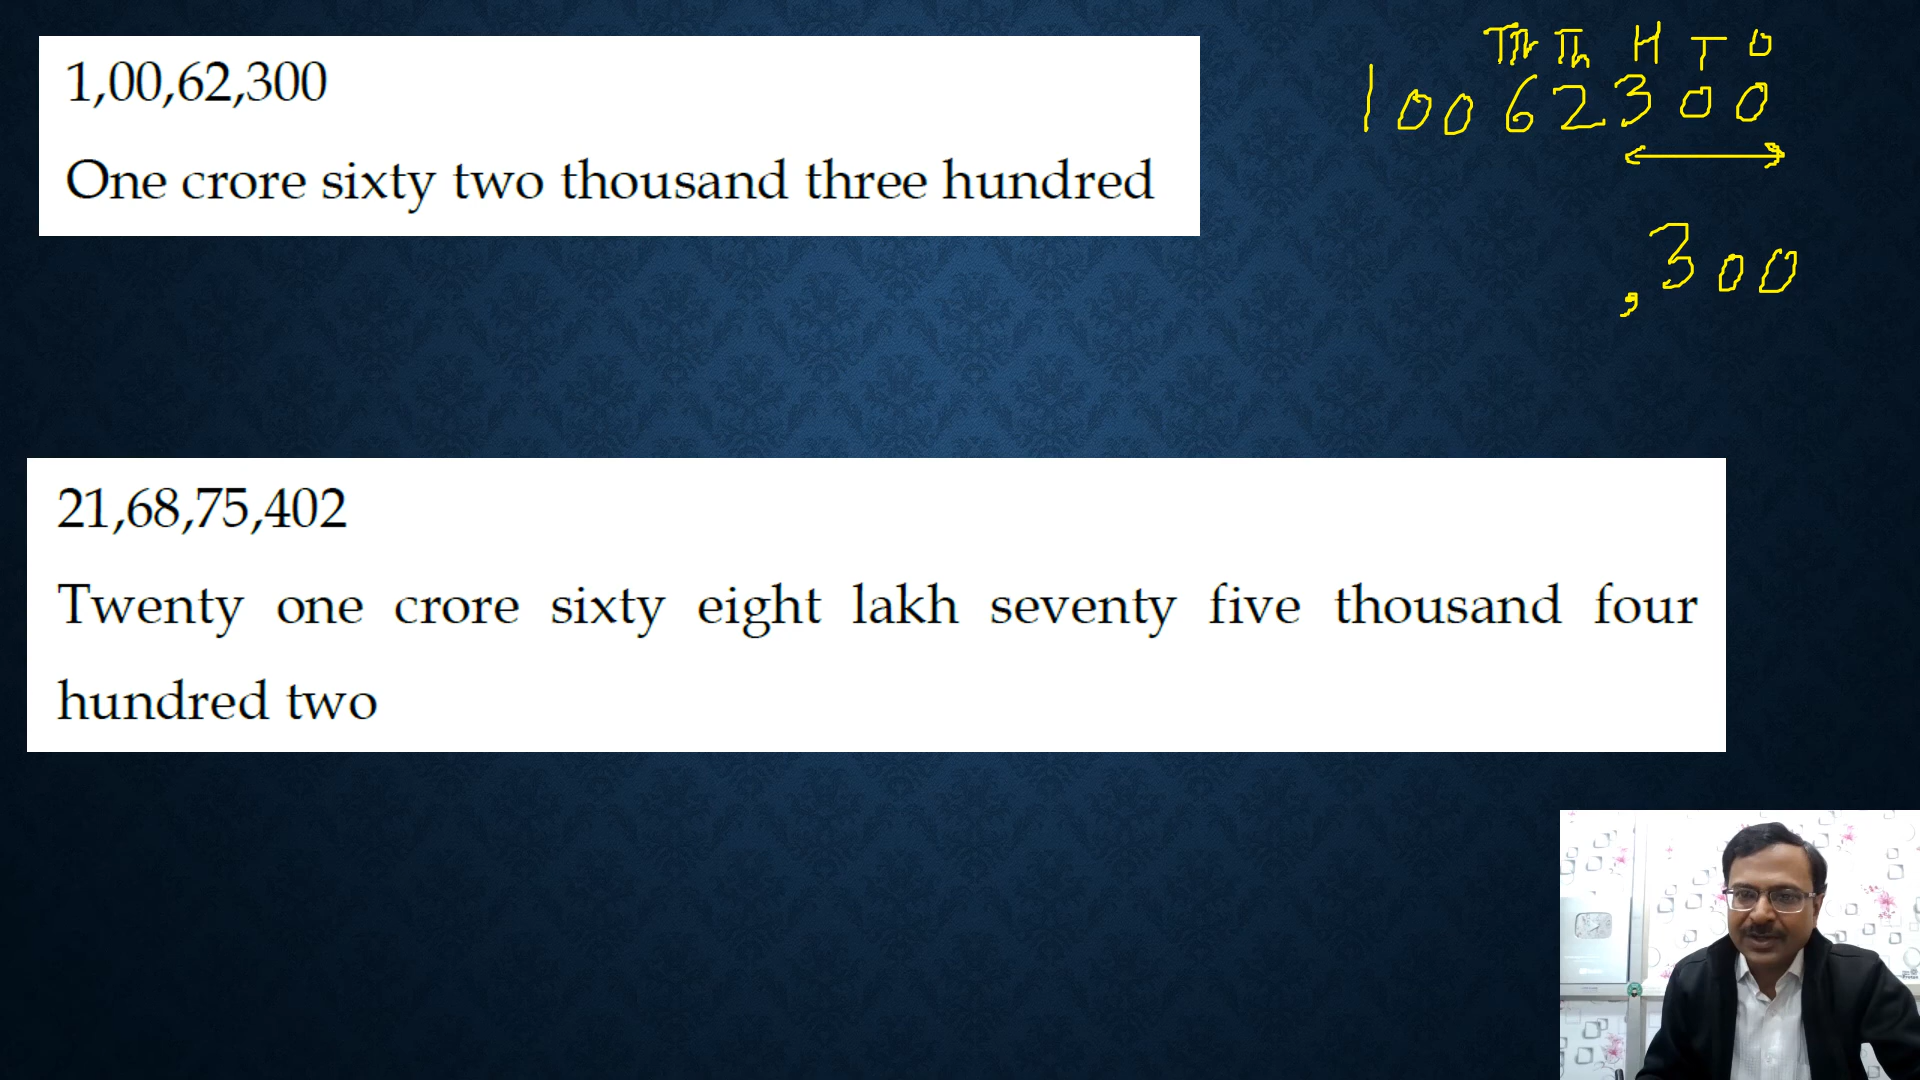 1,00,62,300
One crore sixty two thousand three hundred
TTh Th H T O
10062300
,300
21,68,75,402
Twenty one crore sixty eight lakh seventy five thousand four
hundred two